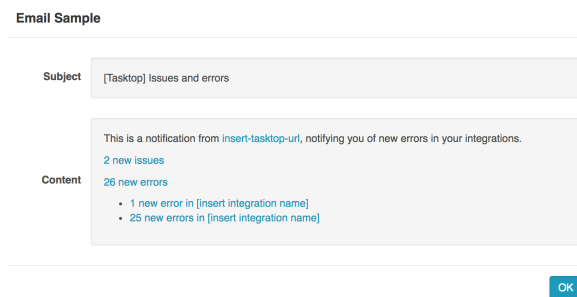 Email Sample
Subject
[Tasktop] Issues and errors
This is a notification from insert-tasktop-url, notifying you of new errors in your integrations.
2 new issues
Content
26 new errors
• 1 new error in [insert integration name]
• 25 new errors in [insert integration name]
OK